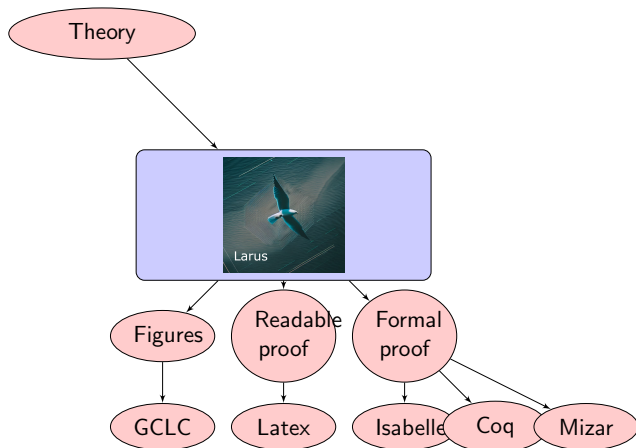 Theory
Larus
Figures
Readable
proof
Formal
proof
GCLC
Latex
Isabelle
Coq
Mizar